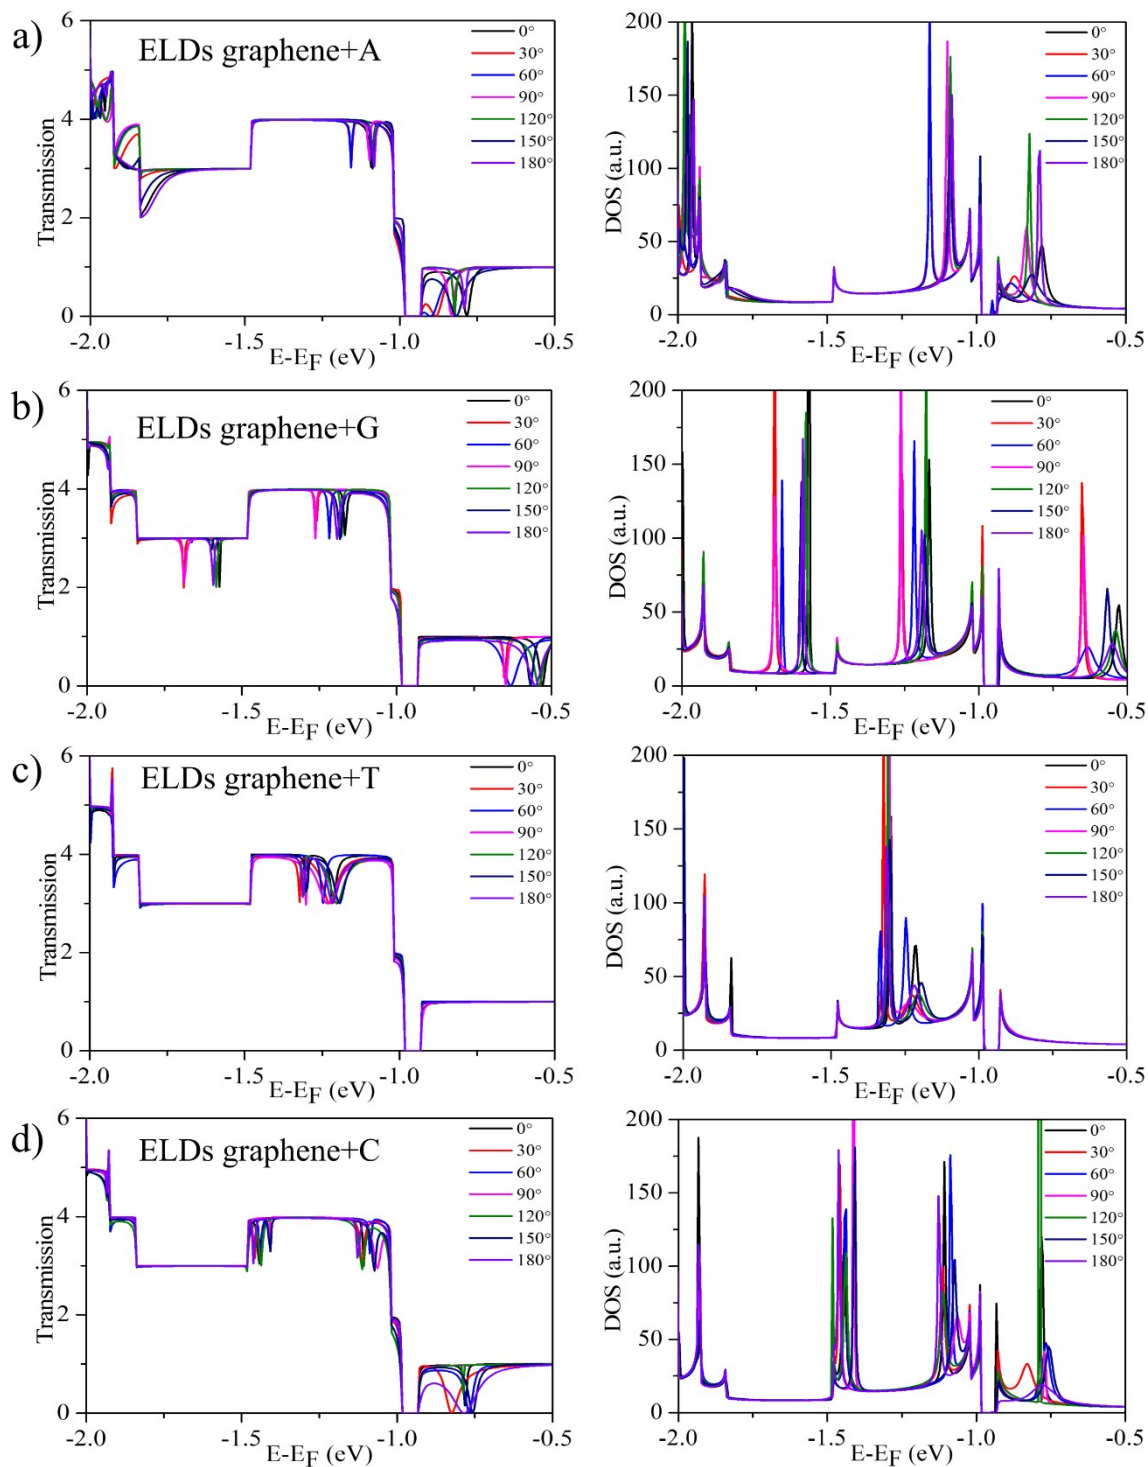 a)
ELDs graphene+A
Transmission
6
4
2
0
-2.0 -1.5 -1.0 -0.5
E-EF (eV)
0°
30°
60°
90°
120°
150°
180°
DOS (a.u.)
200
150
100
50
0
-2.0 -1.5 -1.0 -0.5
E-EF (eV)
0°
30°
60°
90°
120°
150°
180°
b)
ELDs graphene+G
Transmission
6
4
2
0
-2.0 -1.5 -1.0 -0.5
E-EF (eV)
0°
30°
60°
90°
120°
150°
180°
DOS (a.u.)
200
150
100
50
0
-2.0 -1.5 -1.0 -0.5
E-EF (eV)
0°
30°
60°
90°
120°
150°
180°
c)
ELDs graphene+T
Transmission
6
4
2
0
-2.0 -1.5 -1.0 -0.5
E-EF (eV)
0°
30°
60°
90°
120°
150°
180°
DOS (a.u.)
200
150
100
50
0
-2.0 -1.5 -1.0 -0.5
E-EF (eV)
0°
30°
60°
90°
120°
150°
180°
d)
ELDs graphene+C
Transmission
6
4
2
0
-2.0 -1.5 -1.0 -0.5
E-EF (eV)
0°
30°
60°
90°
120°
150°
180°
DOS (a.u.)
200
150
100
50
0
-2.0 -1.5 -1.0 -0.5
E-EF (eV)
0°
30°
60°
90°
120°
150°
180°